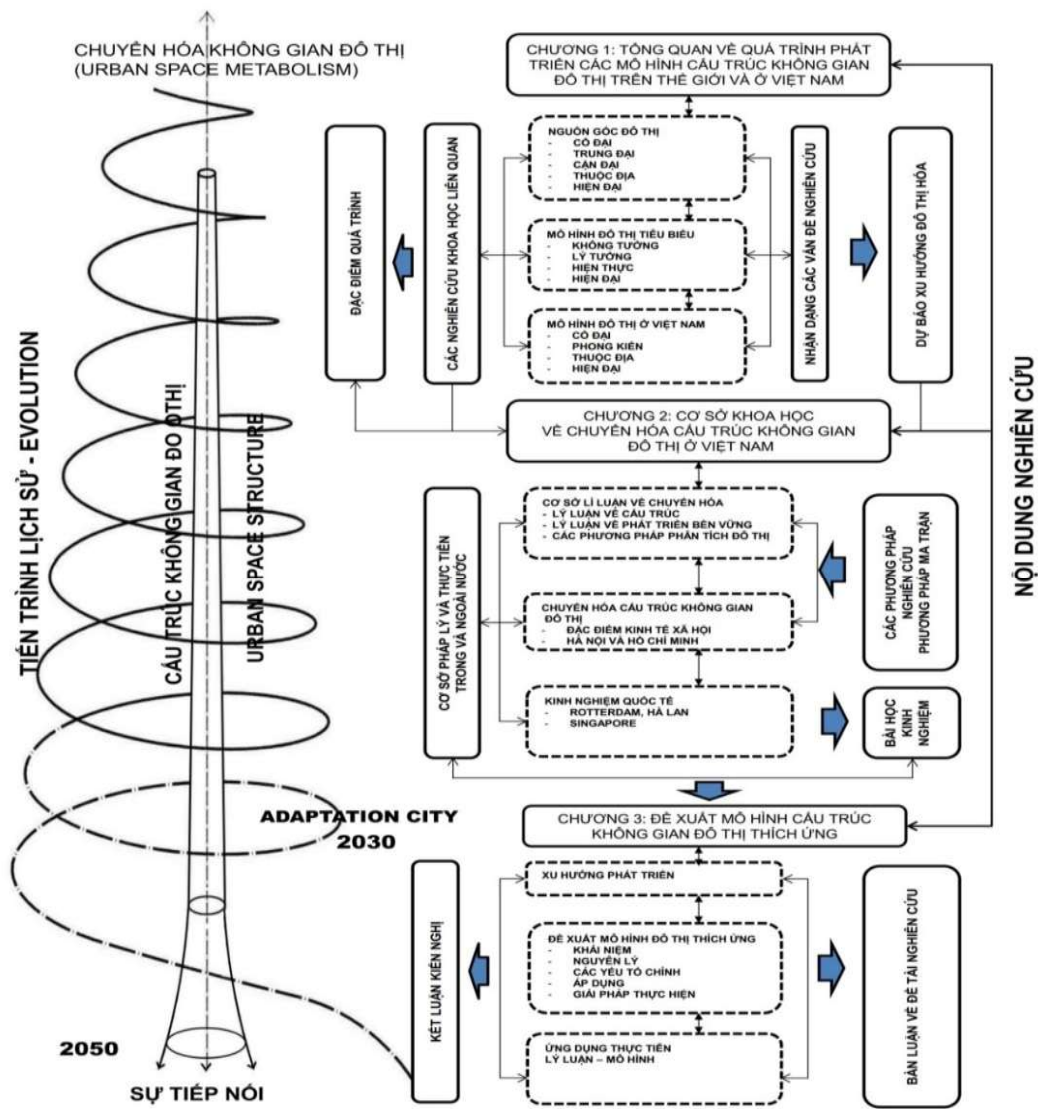 CHUYỂN HÓA KHÔNG GIAN ĐÔ THỊ
(URBAN SPACE METABOLISM)
TIẾN TRÌNH LỊCH SỬ - EVOLUTION
CẤU TRÚC KHÔNG GIAN ĐO OTHỊ
URBAN SPACE STRUCTURE
ADAPTATION CITY
2030
2050
SỰ TIẾP NỐI
CHƯƠNG 1: TỔNG QUAN VỀ QUÁ TRÌNH PHÁT
TRIỂN CÁC MÔ HÌNH CẤU TRÚC KHÔNG GIAN
ĐÔ THỊ TRÊN THẾ GIỚI VÀ Ở VIỆT NAM
ĐẶC ĐIỂM QUÁ TRÌNH
CÁC NGHIÊN CỨU KHOA HỌC LIÊN QUAN
NGUỒN GỐC ĐÔ THỊ
- CỔ ĐẠI
- TRUNG ĐẠI
- CẬN ĐẠI
- THUỘC ĐỊA
- HIỆN ĐẠI
MÔ HÌNH ĐÔ THỊ TIÊU BIỂU
- KHÔNG TƯỞNG
- LÝ TƯỞNG
- HIỆN THỰC
- HIỆN ĐẠI
MÔ HÌNH ĐÔ THỊ Ở VIỆT NAM
- CỔ ĐẠI
- PHONG KIẾN
- THUỘC ĐỊA
- HIỆN ĐẠI
NHẬN DẠNG CÁC VẤN ĐỀ NGHIÊN CỨU
DỰ BÁO XU HƯỚNG ĐÔ THỊ HÓA
NỘI DUNG NGHIÊN CỨU
CHƯƠNG 2: CƠ SỞ KHOA HỌC
VỀ CHUYỂN HÓA CẤU TRÚC KHÔNG GIAN
ĐÔ THỊ Ở VIỆT NAM
CƠ SỞ PHÁP LÝ VÀ THỰC TIỄN
TRONG VÀ NGOÀI NƯỚC
CƠ SỞ LÍ LUẬN VỀ CHUYỂN HÓA
- LÝ LUẬN VỀ CẤU TRÚC
- LÝ LUẬN VỀ PHÁT TRIỂN BỀN VỮNG
- CÁC PHƯƠNG PHÁP PHÂN TÍCH ĐÔ THỊ
CHUYỂN HÓA CẤU TRÚC KHÔNG GIAN
ĐÔ THỊ
- ĐẶC ĐIỂM KINH TẾ XÃ HỘI
- HÀ NỘI VÀ HỒ CHÍ MINH
KINH NGHIỆM QUỐC TẾ
- ROTTERDAM, HÀ LAN
- SINGAPORE
CÁC PHƯƠNG PHÁP
NGHIÊN CỨU
PHƯƠNG PHÁP MA TRẬN
BÀI HỌC
KINH
NGHIỆM
CHƯƠNG 3: ĐỀ XUẤT MÔ HÌNH CẤU TRÚC
KHÔNG GIAN ĐÔ THỊ THÍCH ỨNG
KẾT LUẬN KIẾN NGHỊ
XU HƯỚNG PHÁT TRIỂN
ĐỀ XUẤT MÔ HÌNH ĐÔ THỊ THÍCH ỨNG
- KHÁI NIỆM
- NGUYÊN LÝ
- CÁC YẾU TỐ CHÍNH
- ÁP DỤNG
- GIẢI PHÁP THỰC HIỆN
ỨNG DỤNG THỰC TIỄN
LÝ LUẬN – MÔ HÌNH
BÀN LUẬN VỀ ĐỀ TÀI NGHIÊN CỨU